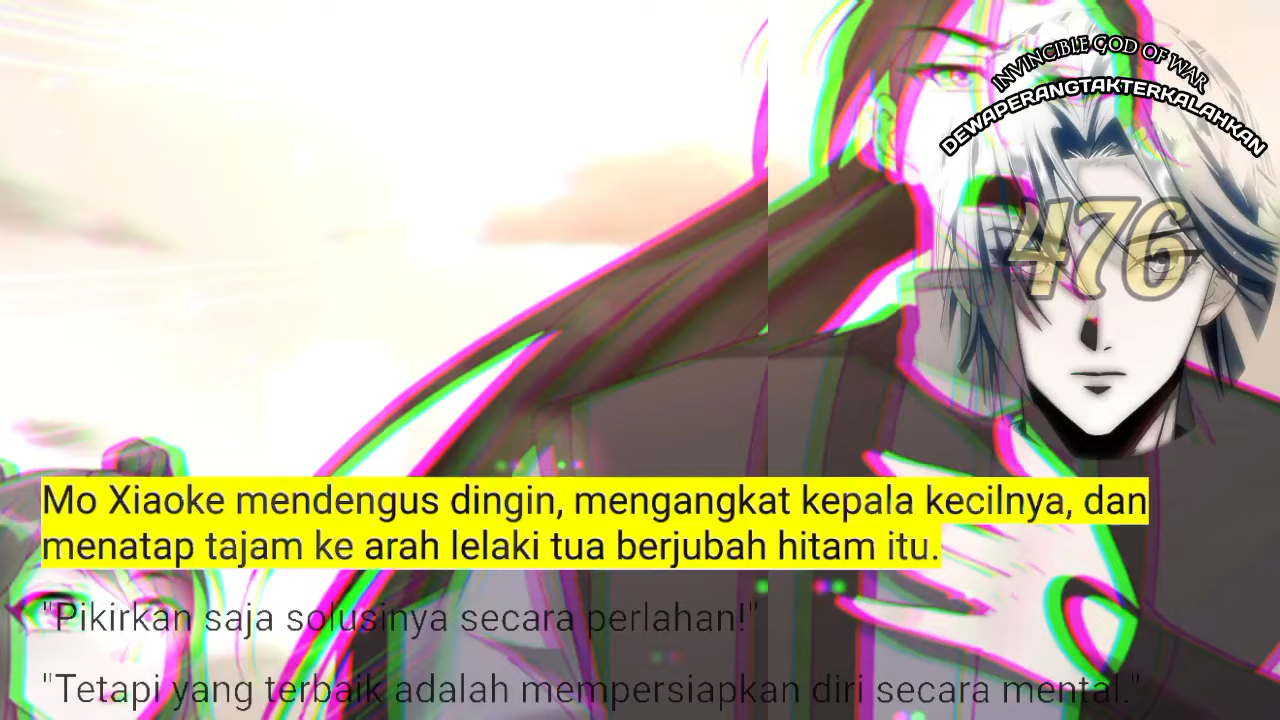 INVINCIBLE GOD OF WAR
DEWAPERANGTAKTERKALAHKAN
476
Mo Xiaoke mendengus dingin, mengangkat kepala kecilnya, dan
menatap tajam ke arah lelaki tua berjubah hitam itu.
"Pikirkan saja solusinya secara perlahan!"
"Tetapi yang terbaik adalah mempersiapkan diri secara mental."